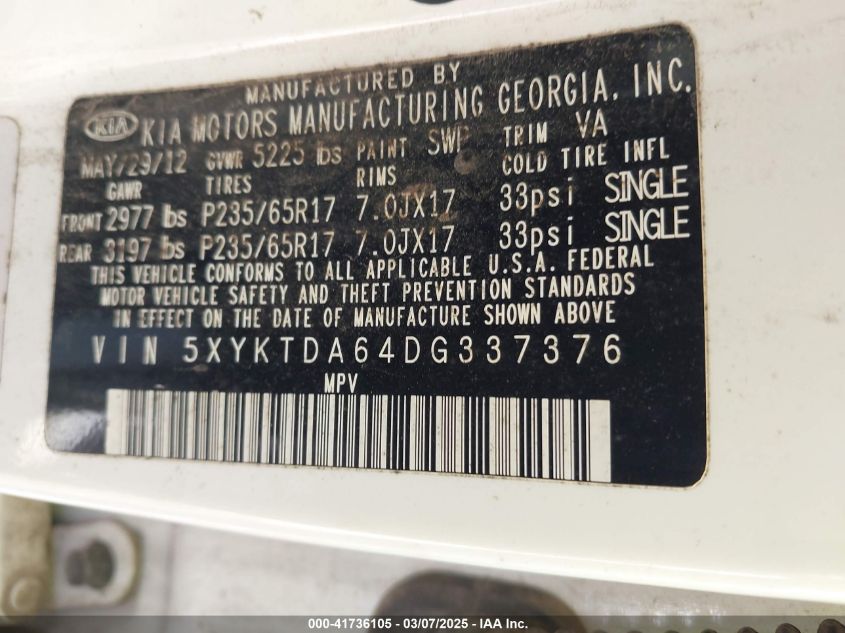 MANUFACTURED BY
KIA KIA MOTORS MANUFACTURING GEORGIA, INC.
MAY/29/12 GVWR 5225 lbs PAINT SWP TRIM VA
GAWR TIRES RIMS COLD TIRE INFL
FRONT 2977 lbs P235/65R17 7.0JX17 33psi SINGLE
REAR 3197 lbs P235/65R17 7.0JX17 33psi SINGLE
THIS VEHICLE CONFORMS TO ALL APPLICABLE U.S.A. FEDERAL
MOTOR VEHICLE SAFETY AND THEFT PREVENTION STANDARDS
IN EFFECT ON THE DATE OF MANUFACTURE SHOWN ABOVE
VIN 5XYKTDA64DG337376
MPV
000-41736105 — 03/07/2025 — IAA Inc.